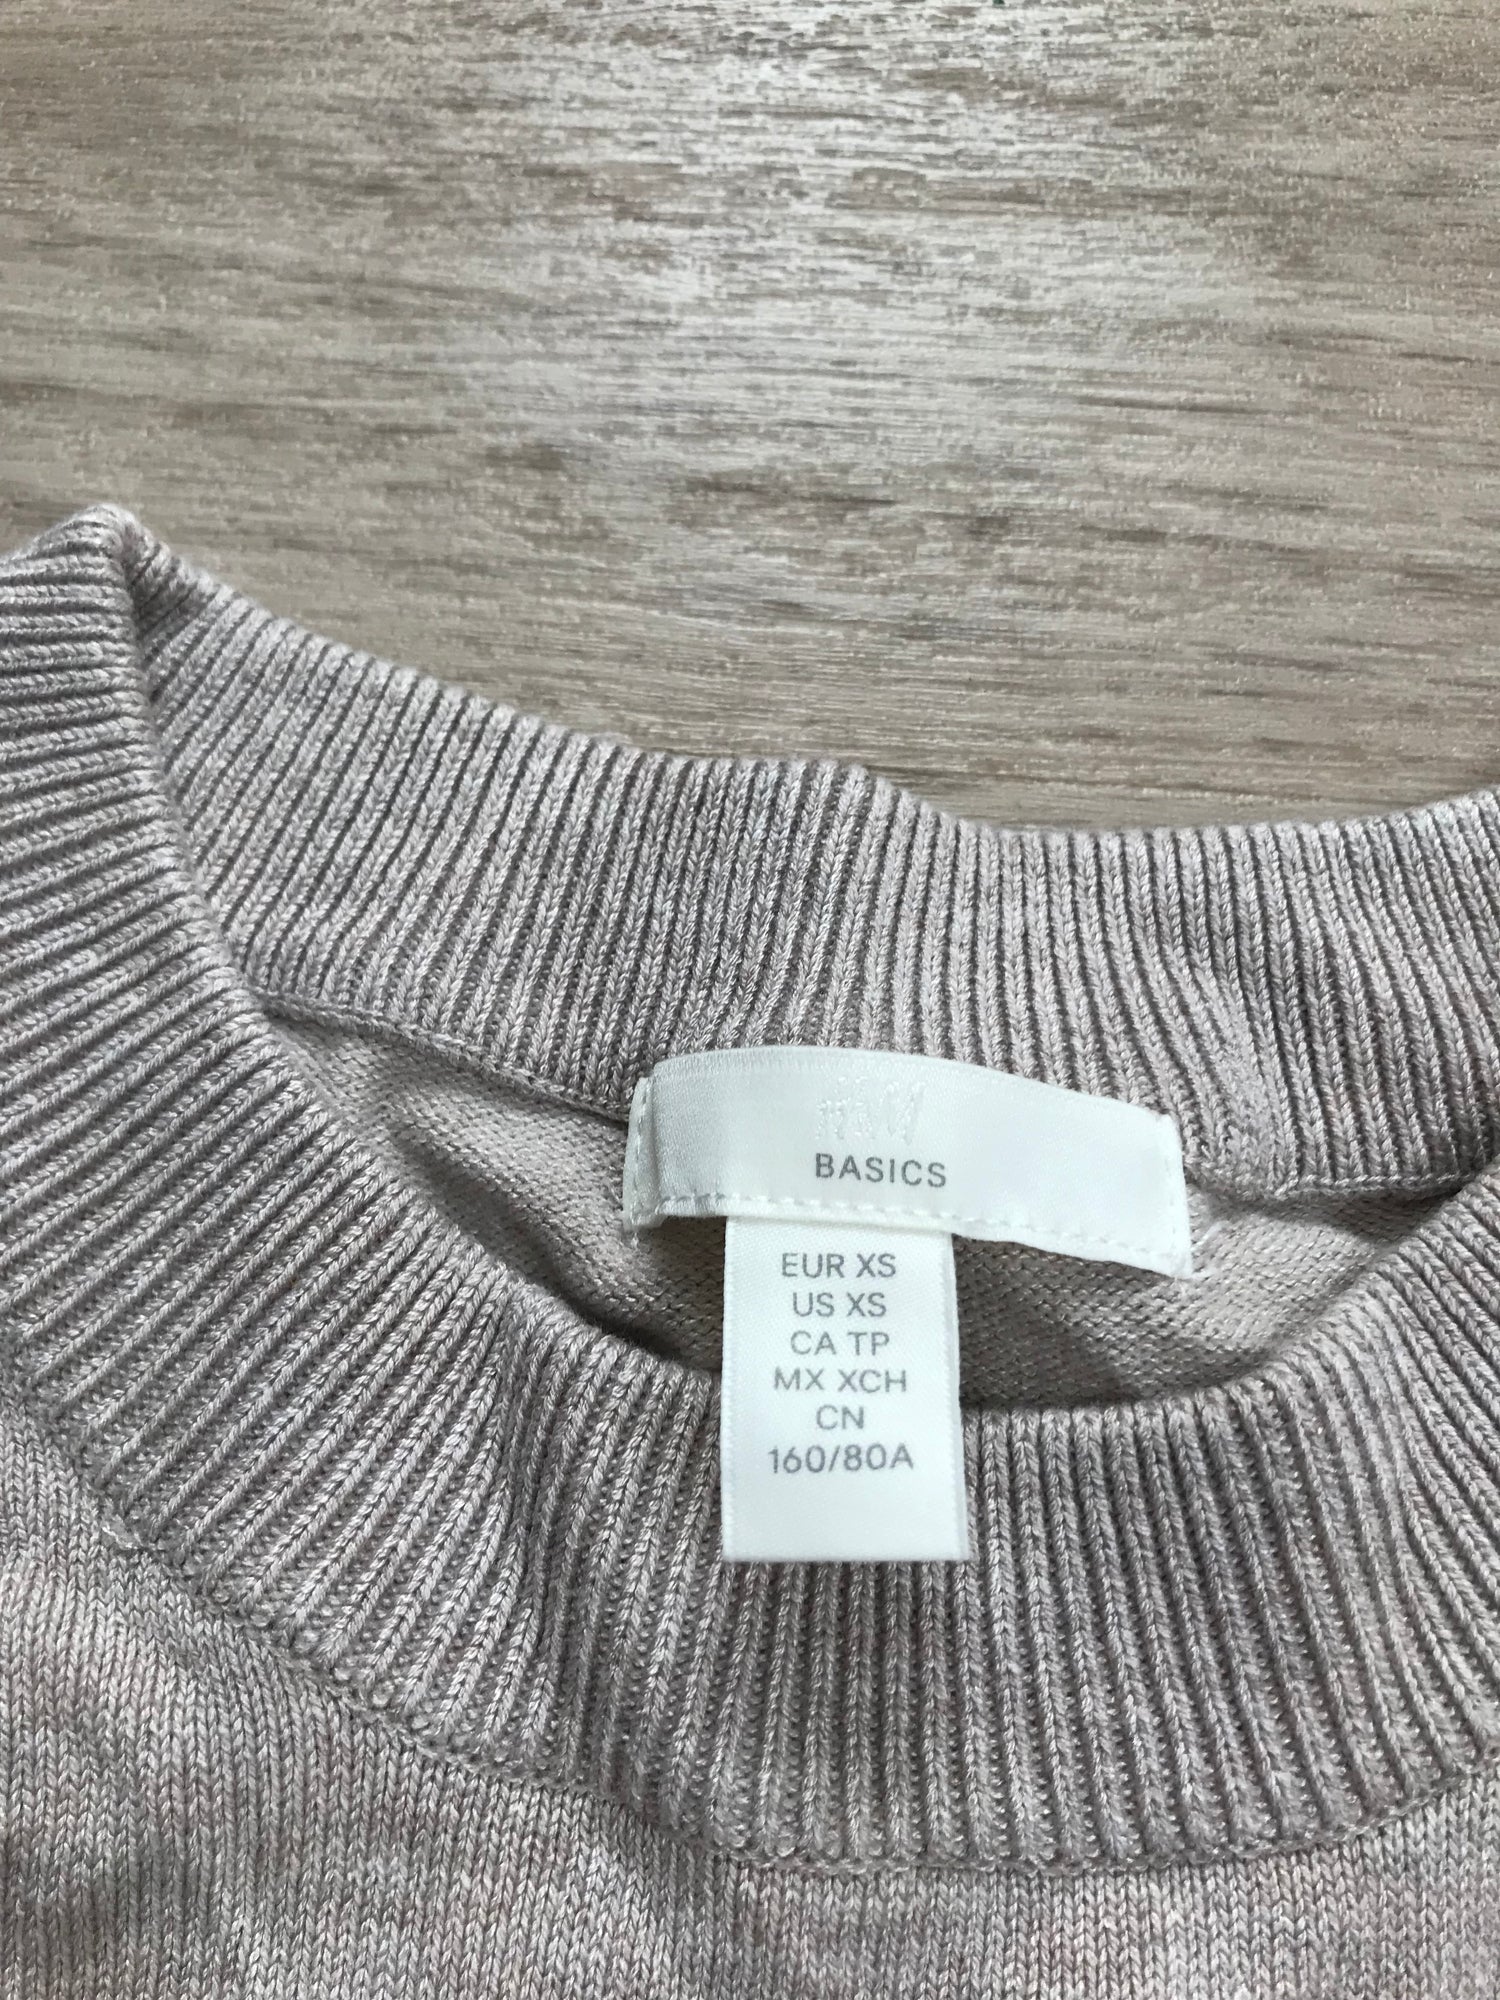 H&M
BASICS
EUR XS
US XS
CA TP
MX XCH
CN
160/80A